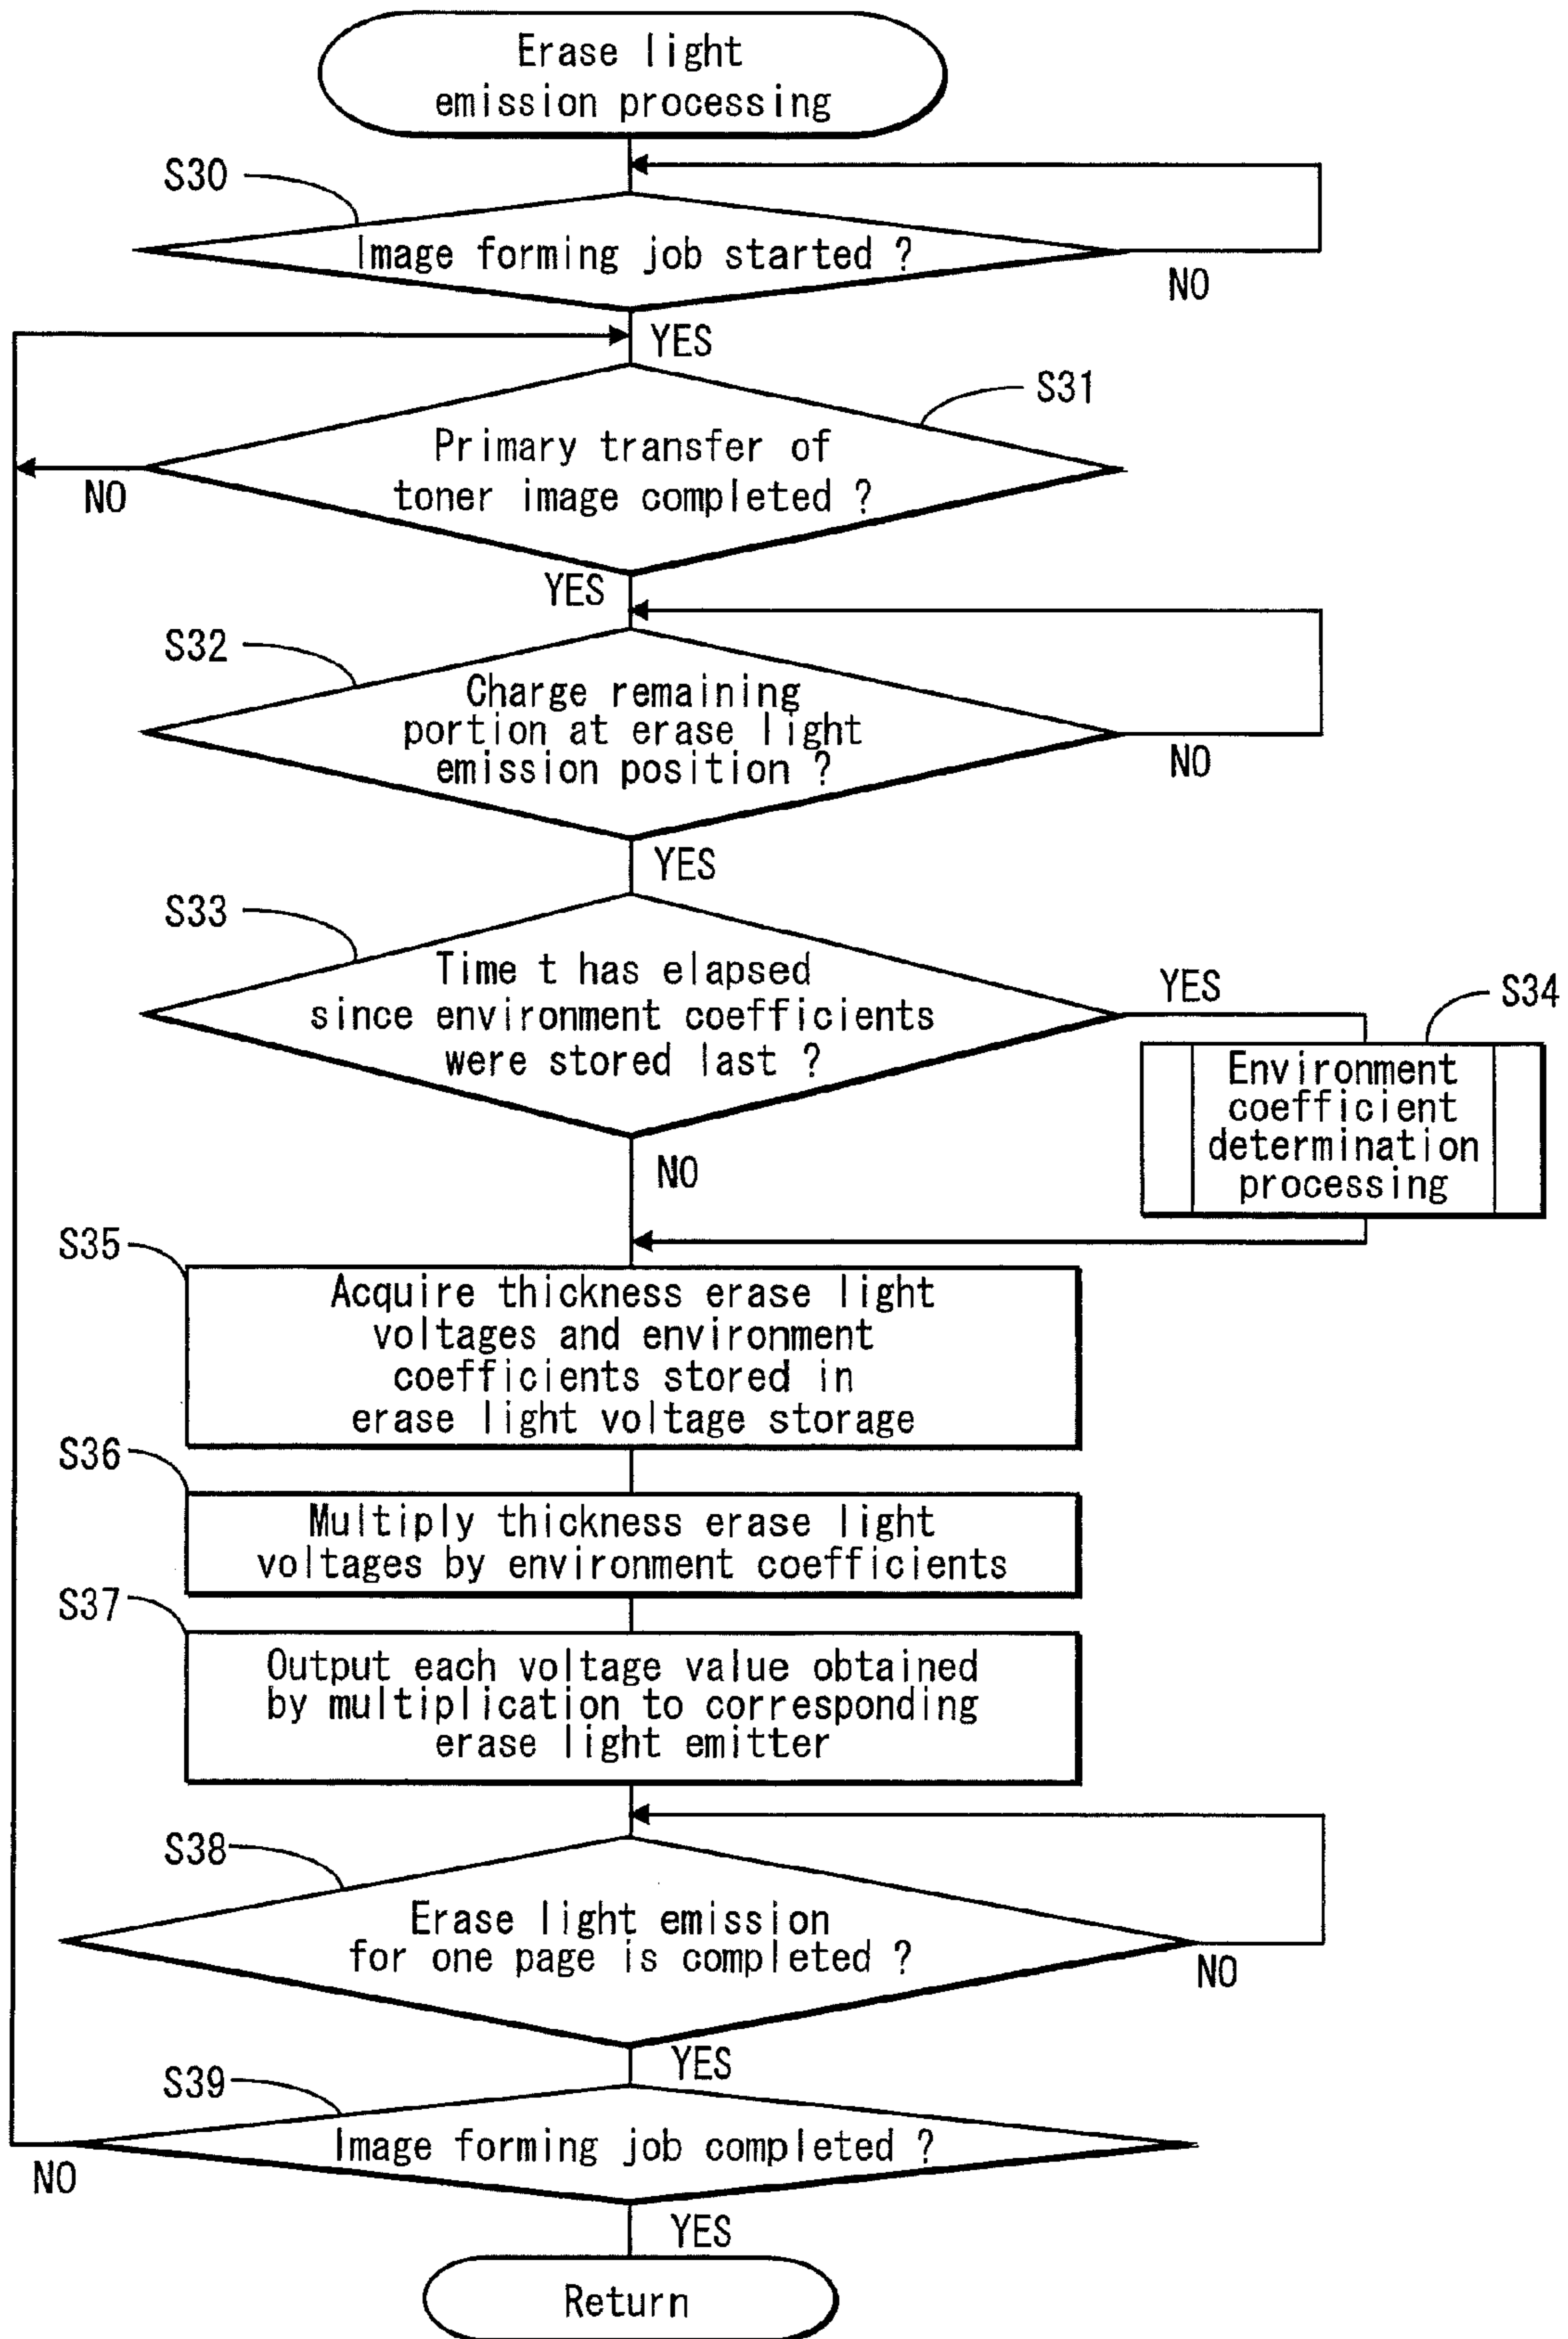 Erase light
emission processing
S30
Image forming job started ?
NO
YES
S31
Primary transfer of
toner image completed ?
NO
YES
S32
Charge remaining
portion at erase light
emission position ?
NO
YES
S33
Time t has elapsed
since environment coefficients
were stored last ?
YES
S34
Environment
coefficient
determination
processing
NO
S35
Acquire thickness erase light
voltages and environment
coefficients stored in
erase light voltage storage
S36
Multiply thickness erase light
voltages by environment coefficients
S37
Output each voltage value obtained
by multiplication to corresponding
erase light emitter
S38
Erase light emission
for one page is completed ?
NO
YES
S39
Image forming job completed ?
NO
YES
Return